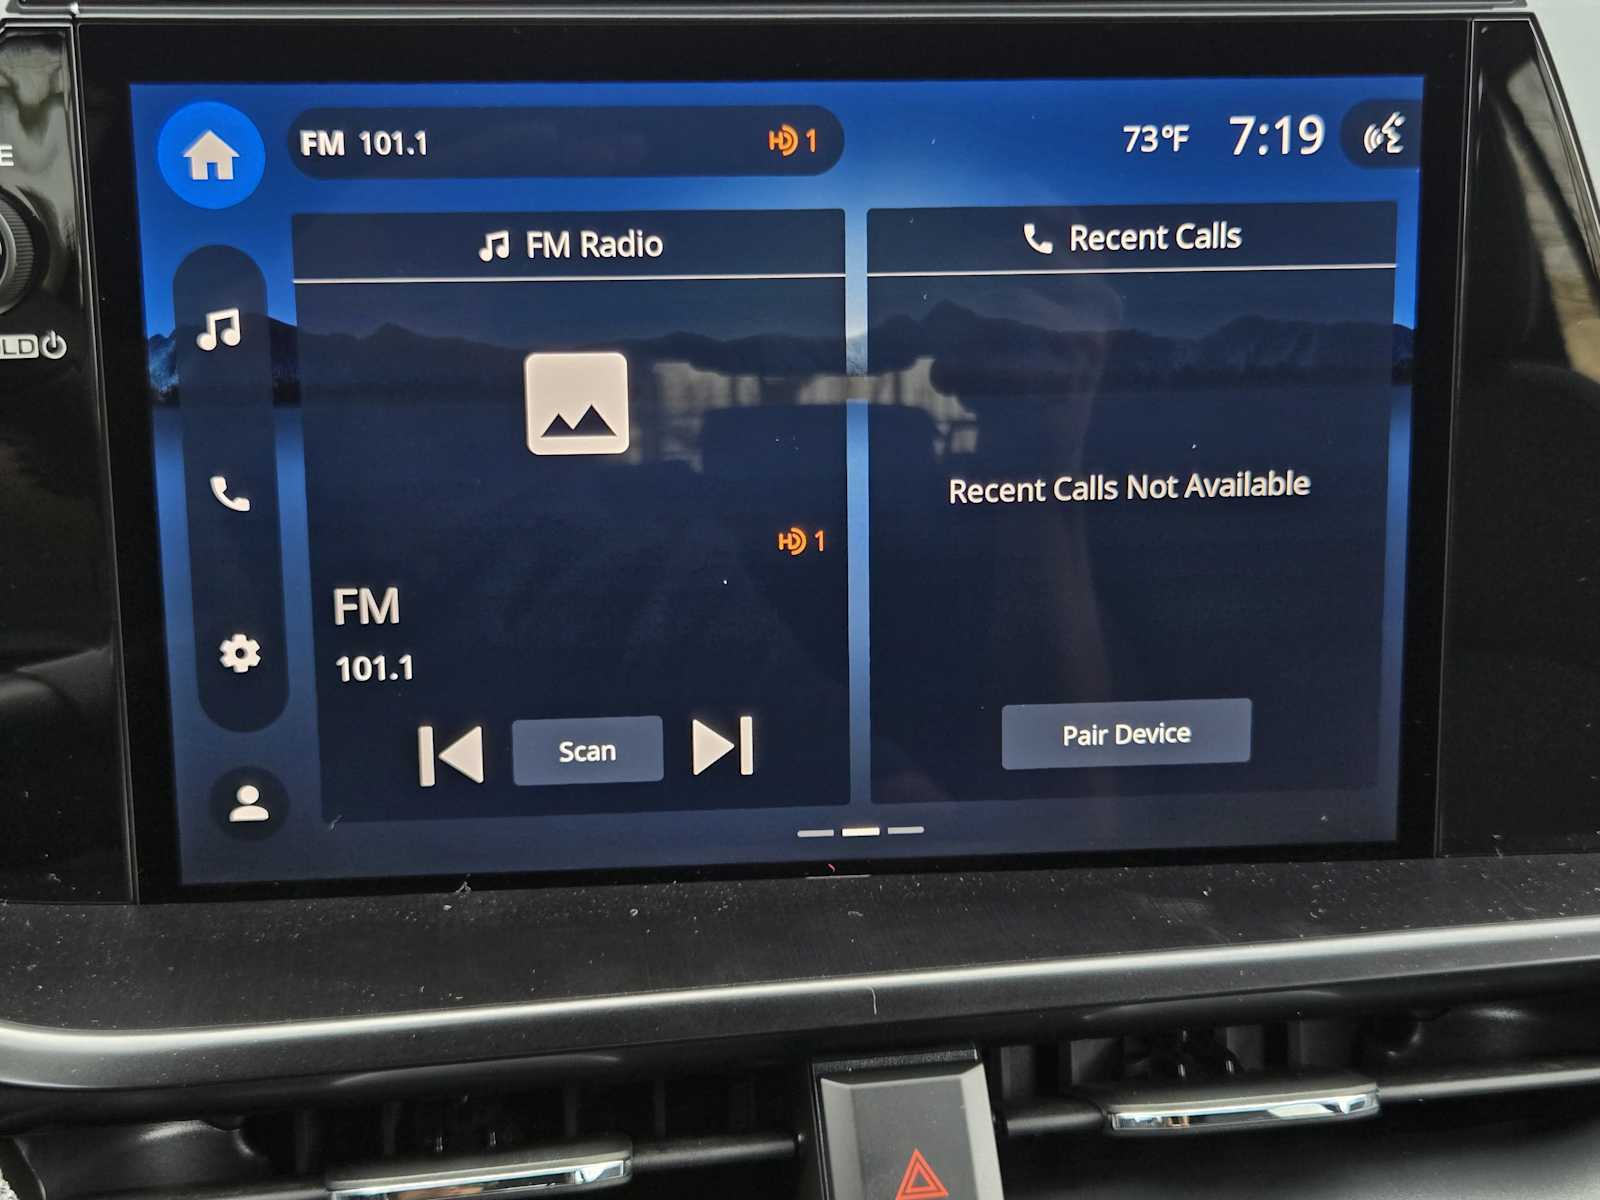 FM 101.1 HD 1 73°F 7:19
FM Radio
Recent Calls
Recent Calls Not Available
HD 1
FM
101.1
Scan
Pair Device